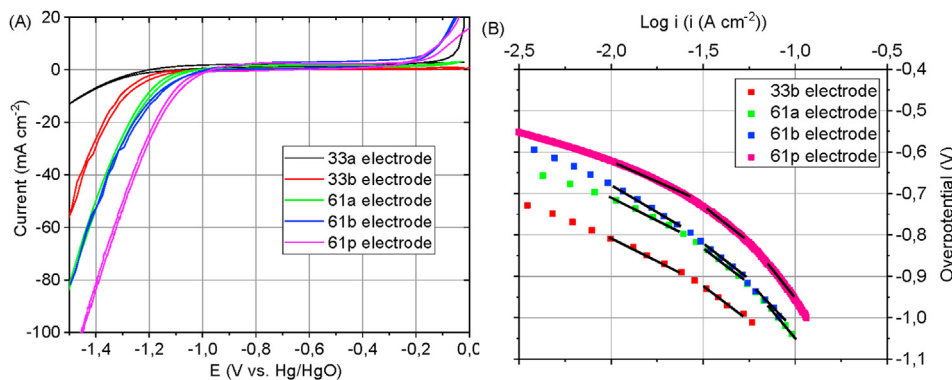 (A)
20
0
-20
-40
-60
-80
-100
Current (mA cm-2)
33a electrode
33b electrode
61a electrode
61b electrode
61p electrode
-1,4 -1,2 -1,0 -0,8 -0,6 -0,4 -0,2 0,0
E (V vs. Hg/HgO)
(B)
Log i (i (A cm-2))
-2,5 -2,0 -1,5 -1,0 -0,5
33b electrode
61a electrode
61b electrode
61p electrode
-0,4
-0,5
-0,6
-0,7
-0,8
-0,9
-1,0
-1,1
Overpotential (V)